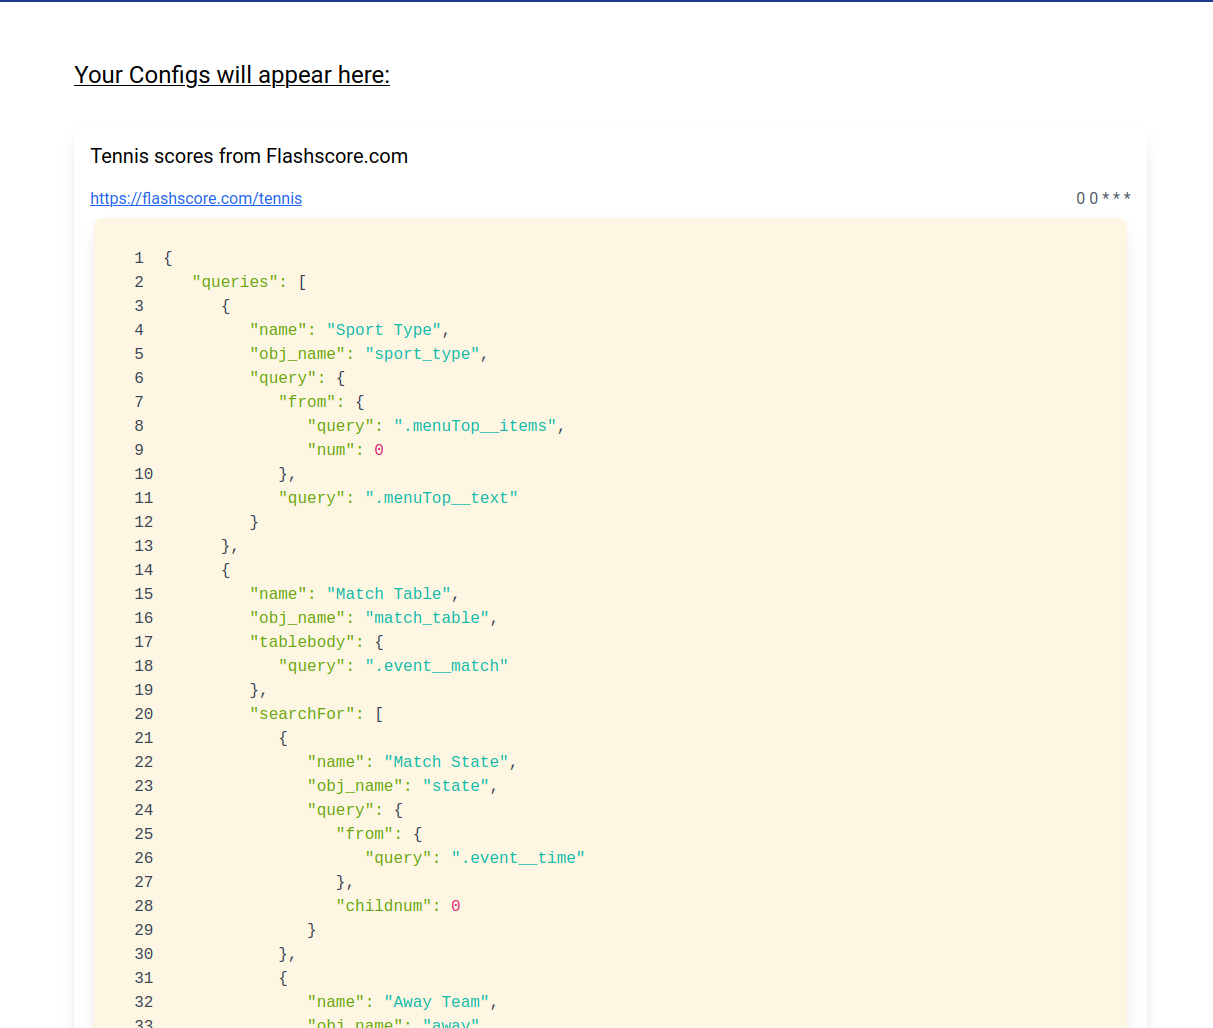 Your Configs will appear here:
Tennis scores from Flashscore.com
https://flashscore.com/tennis 0 0 * * *
1 {
2 "queries": [
3 {
4 "name": "Sport Type",
5 "obj_name": "sport_type",
6 "query": {
7 "from": {
8 "query": ".menuTop__items",
9 "num": 0
10 },
11 "query": ".menuTop__text"
12 }
13 },
14 {
15 "name": "Match Table",
16 "obj_name": "match_table",
17 "tablebody": {
18 "query": ".event__match"
19 },
20 "searchFor": [
21 {
22 "name": "Match State",
23 "obj_name": "state",
24 "query": {
25 "from": {
26 "query": ".event__time"
27 },
28 "childnum": 0
29 }
30 },
31 {
32 "name": "Away Team",
33 "obj_name": "away"